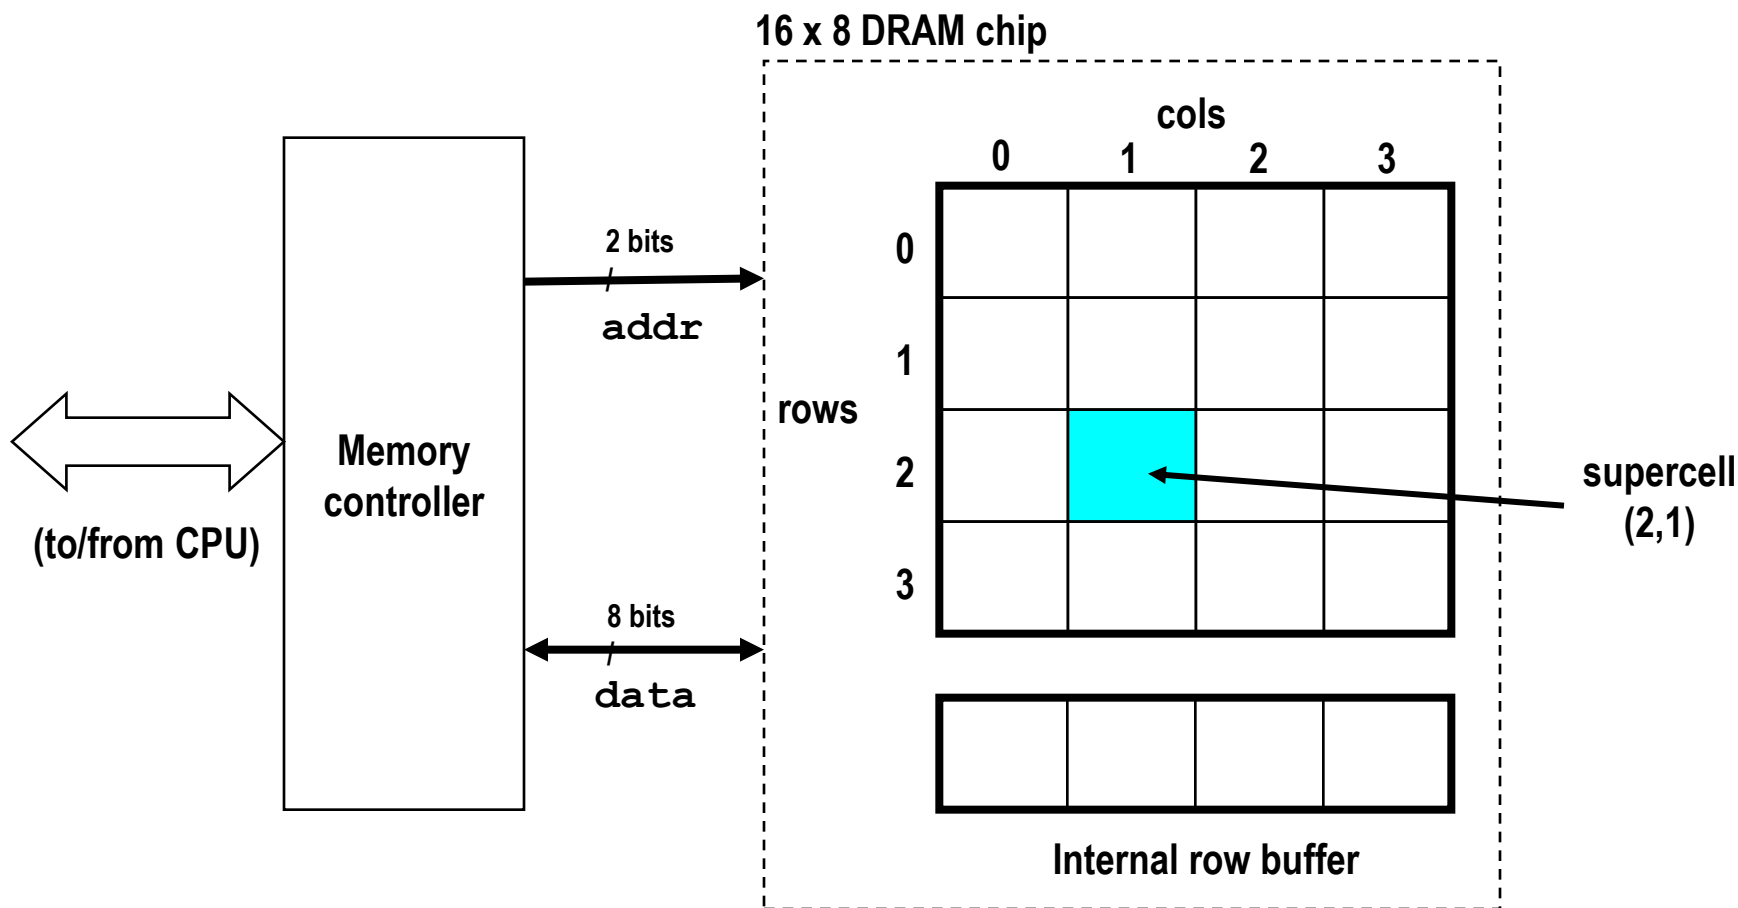 16 x 8 DRAM chip
cols
0 1 2 3
0
1
2
3
rows
2 bits
addr
Memory
controller
(to/from CPU)
8 bits
data
supercell
(2,1)
Internal row buffer